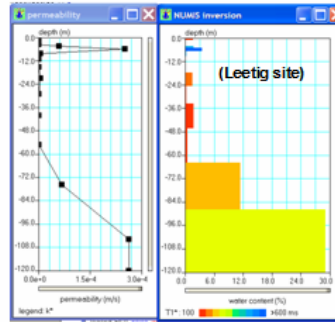 permeability
depth (m)
0.0
-12.0
-24.0
-36.0
-48.0
-60.0
-72.0
-84.0
-96.0
-108.0
-120.0
0.0e+0 1.5e-4 3.0e-4
permeability (m/s)
legend: k*
NUMIS inversion
depth (m)
(Leetig site)
0.0
-12.0
-24.0
-36.0
-48.0
-60.0
-72.0
-84.0
-96.0
-108.0
-120.0
0.0 6.0 12.0 18.0 24.0 30.0
water content (%)
T1*: 100 >600 ms